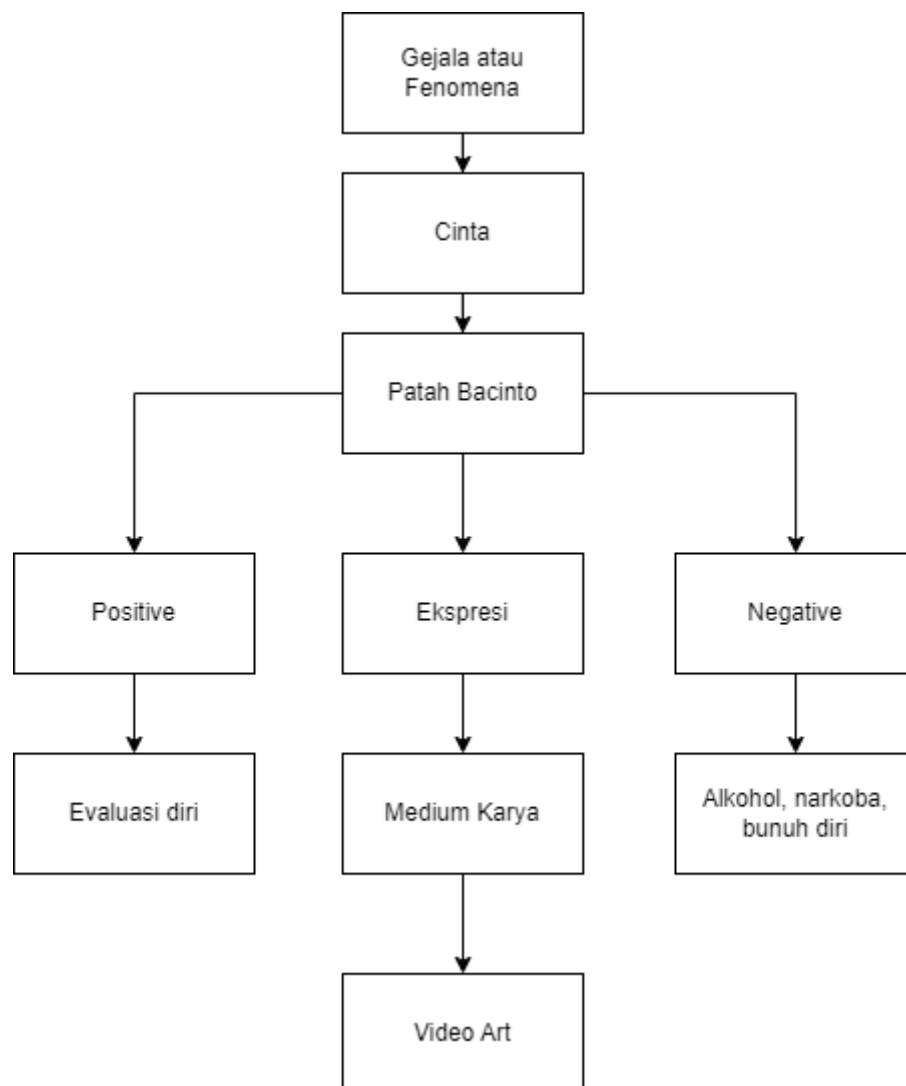 Gejala atau
Fenomena
Cinta
Patah Bacinto
Positive
Ekspresi
Negative
Evaluasi diri
Medium Karya
Alkohol, narkoba,
bunuh diri
Video Art